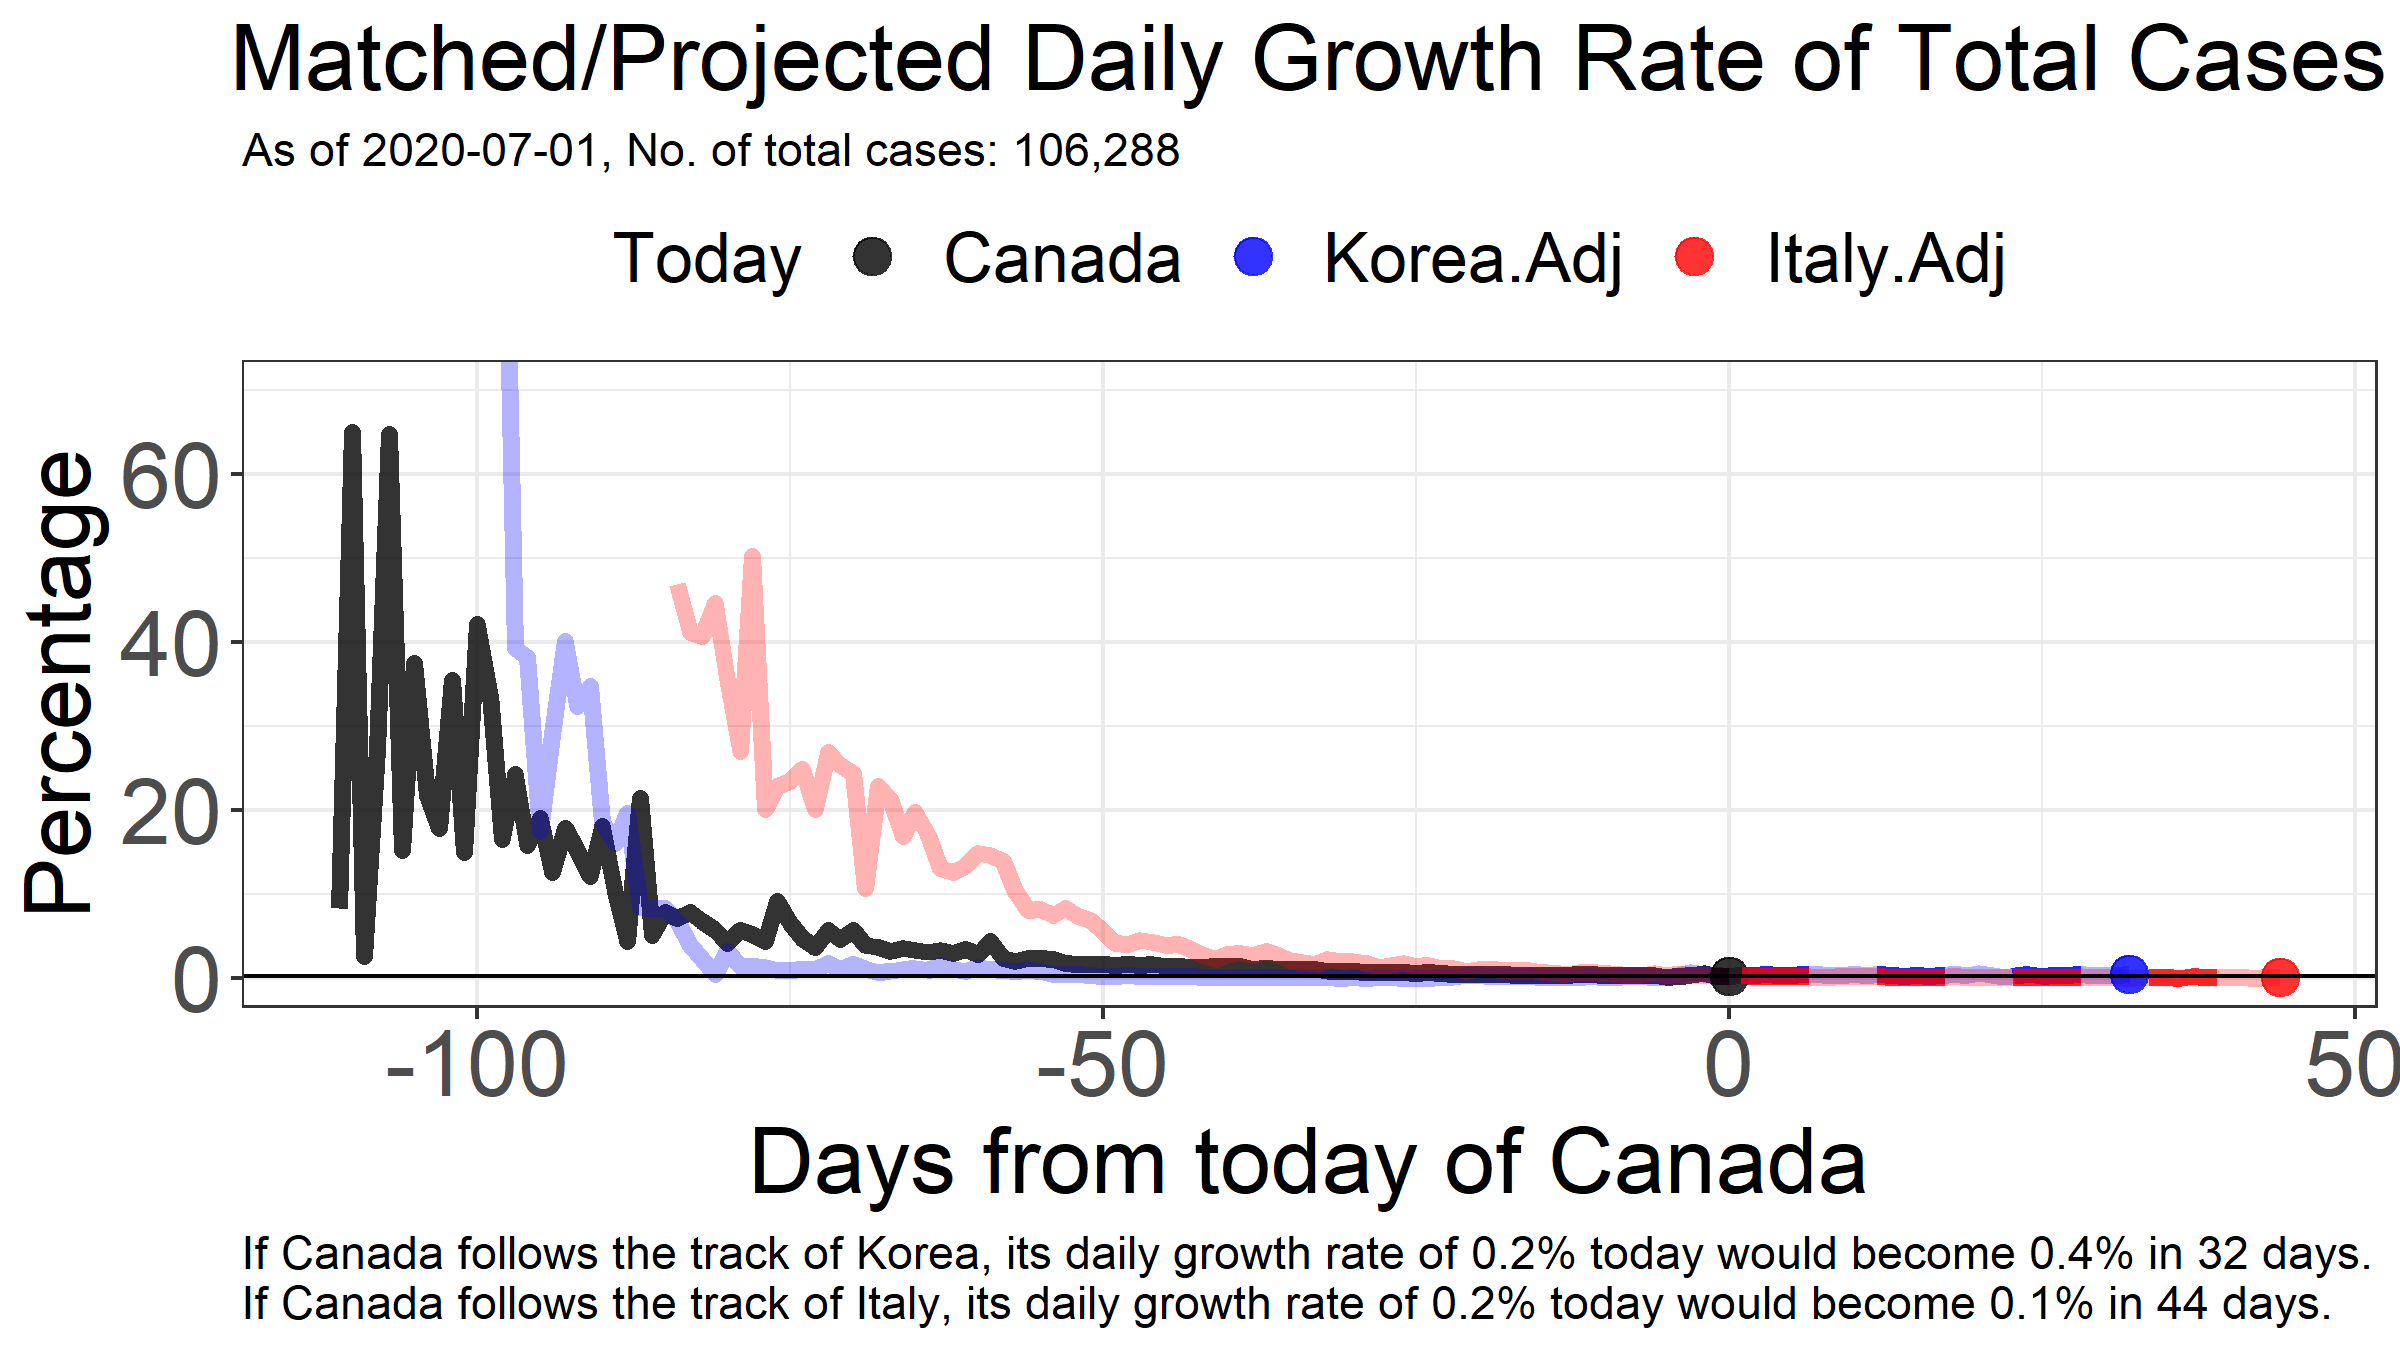 Matched/Projected Daily Growth Rate of Total Cases
As of 2020-07-01, No. of total cases: 106,288
Today Canada Korea.Adj Italy.Adj
Percentage
60
40
20
0
-100 -50 0 50
Days from today of Canada
If Canada follows the track of Korea, its daily growth rate of 0.2% today would become 0.4% in 32 days.
If Canada follows the track of Italy, its daily growth rate of 0.2% today would become 0.1% in 44 days.